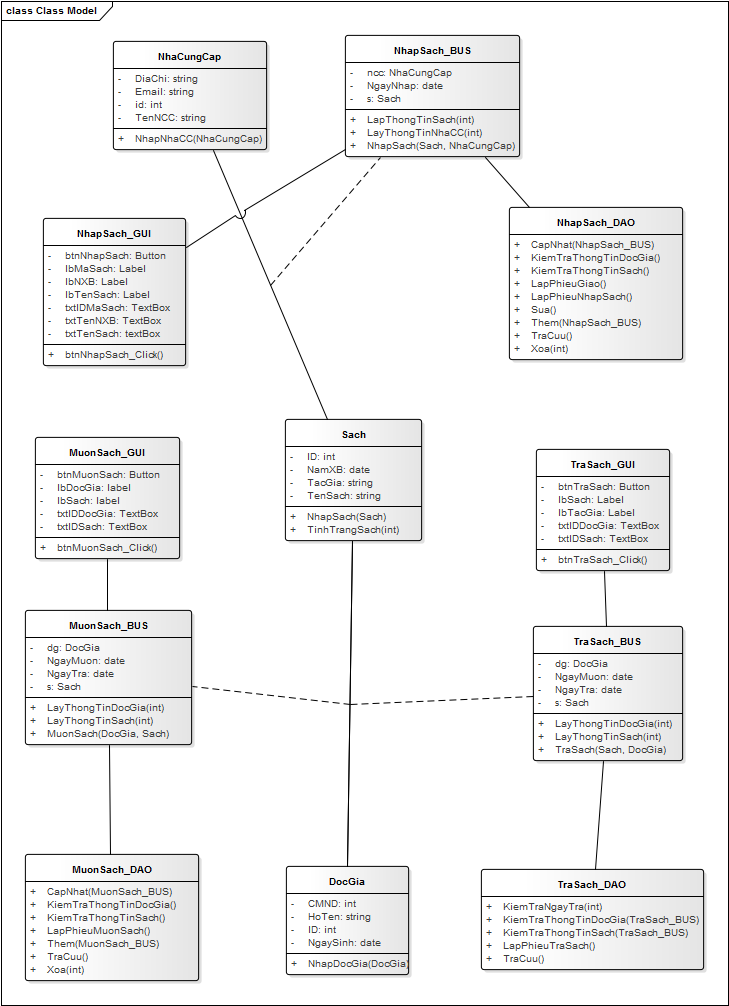 class Class Model
NhaCungCap
- DiaChi: string
- Email: string
- id: int
- TenNCC: string
+ NhapNhaCC(NhaCungCap)
NhapSach_BUS
- ncc: NhaCungCap
- NgayNhap: date
- s: Sach
+ LapThongTinSach(int)
+ LayThongTinNhaCC(int)
+ NhapSach(Sach, NhaCungCap)
NhapSach_GUI
- btnNhapSach: Button
- lbMaSach: Label
- lbNXB: Label
- lbTenSach: Label
- txtIDMaSach: TextBox
- txtTenNXB: TextBox
- txtTenSach: textBox
+ btnNhapSach_Click()
NhapSach_DAO
+ CapNhat(NhapSach_BUS)
+ KiemTraThongTinDocGia()
+ KiemTraThongTinSach()
+ LapPhieuGiao()
+ LapPhieuNhapSach()
+ Sua()
+ Them(NhapSach_BUS)
+ TraCuu()
+ Xoa(int)
Sach
- ID: int
- NamXB: date
- TacGia: string
- TenSach: string
+ NhapSach(Sach)
+ TinhTrangSach(int)
MuonSach_GUI
- btnMuonSach: Button
- lbDocGia: label
- lbSach: label
- txtIDDocGia: TextBox
- txtIDSach: TextBox
+ btnMuonSach_Click()
TraSach_GUI
- btnTraSach: Button
- lbSach: Label
- lbTacGia: Label
- txtIDDocGia: TextBox
- txtIDSach: TextBox
+ btnTraSach_Click()
MuonSach_BUS
- dg: DocGia
- NgayMuon: date
- NgayTra: date
- s: Sach
+ LayThongTinDocGia(int)
+ LayThongTinSach(int)
+ MuonSach(DocGia, Sach)
TraSach_BUS
- dg: DocGia
- NgayMuon: date
- NgayTra: date
- s: Sach
+ LayThongTinDocGia(int)
+ LayThongTinSach(int)
+ TraSach(Sach, DocGia)
MuonSach_DAO
+ CapNhat(MuonSach_BUS)
+ KiemTraThongTinDocGia()
+ KiemTraThongTinSach()
+ LapPhieuMuonSach()
+ Them(MuonSach_BUS)
+ TraCuu()
+ Xoa(int)
DocGia
- CMND: int
- HoTen: string
- ID: int
- NgaySinh: date
+ NhapDocGia(DocGia)
TraSach_DAO
+ KiemTraNgayTra(int)
+ KiemTraThongTinDocGia(TraSach_BUS)
+ KiemTraThongTinSach(TraSach_BUS)
+ LapPhieuTraSach()
+ TraCuu()